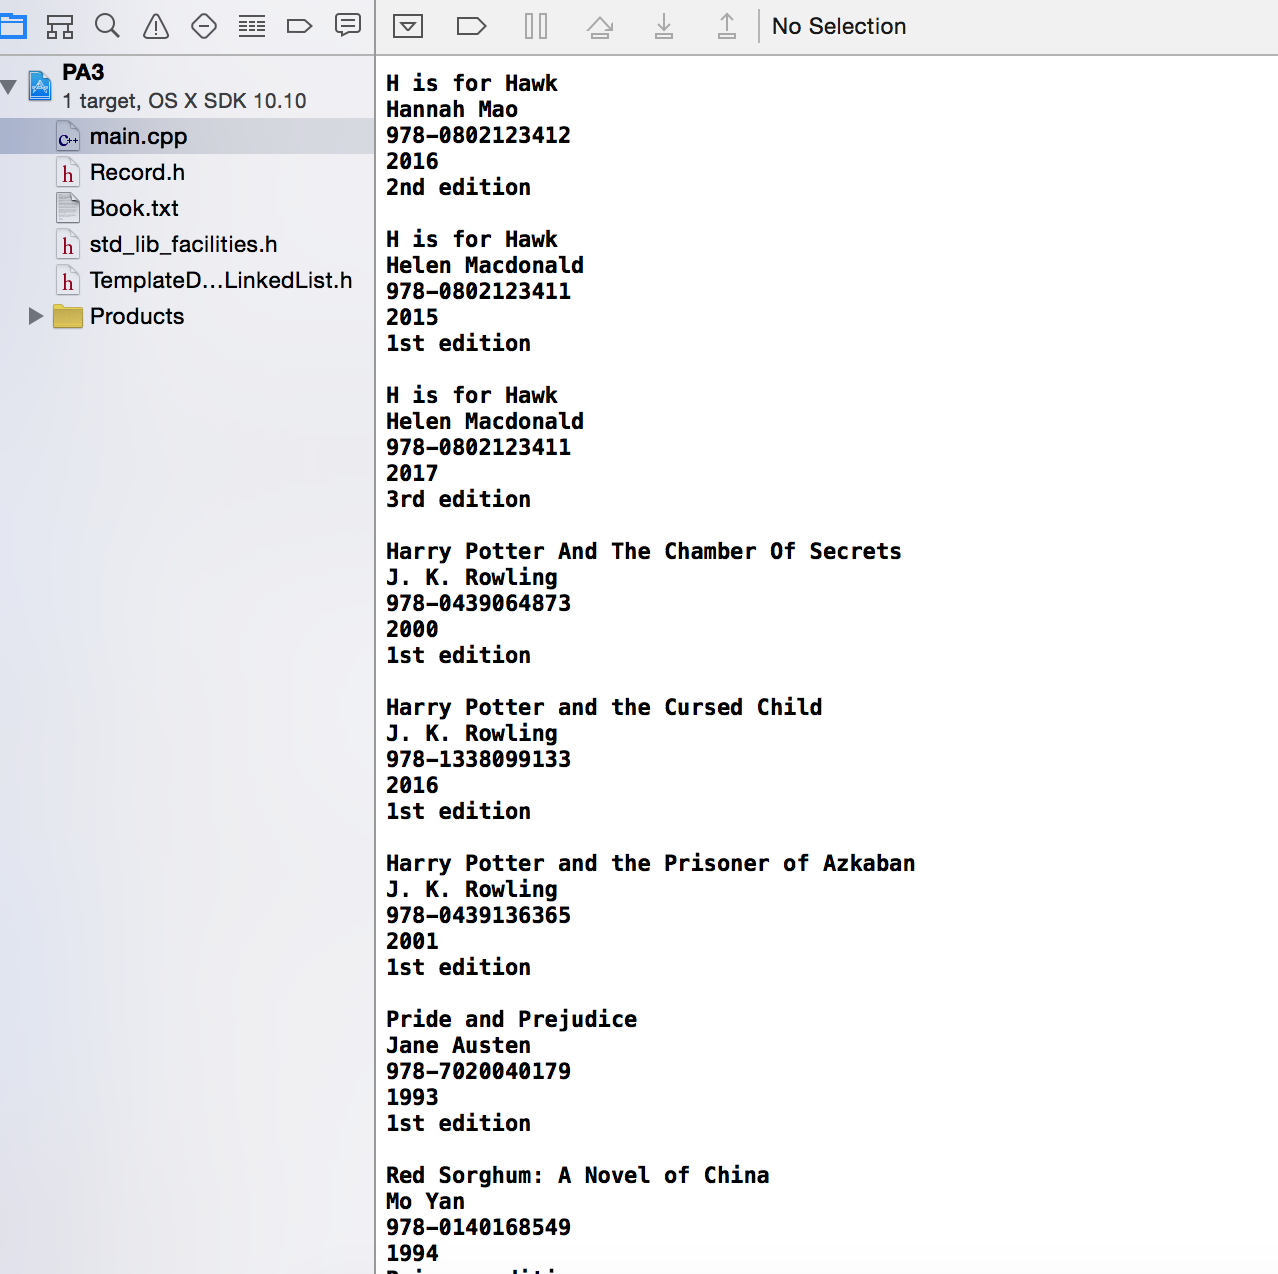 No Selection
PA3
1 target, OS X SDK 10.10
main.cpp
Record.h
Book.txt
std_lib_facilities.h
TemplateD...LinkedList.h
Products
H is for Hawk
Hannah Mao
978-0802123412
2016
2nd edition
H is for Hawk
Helen Macdonald
978-0802123411
2015
1st edition
H is for Hawk
Helen Macdonald
978-0802123411
2017
3rd edition
Harry Potter And The Chamber Of Secrets
J. K. Rowling
978-0439064873
2000
1st edition
Harry Potter and the Cursed Child
J. K. Rowling
978-1338099133
2016
1st edition
Harry Potter and the Prisoner of Azkaban
J. K. Rowling
978-0439136365
2001
1st edition
Pride and Prejudice
Jane Austen
978-7020040179
1993
1st edition
Red Sorghum: A Novel of China
Mo Yan
978-0140168549
1994